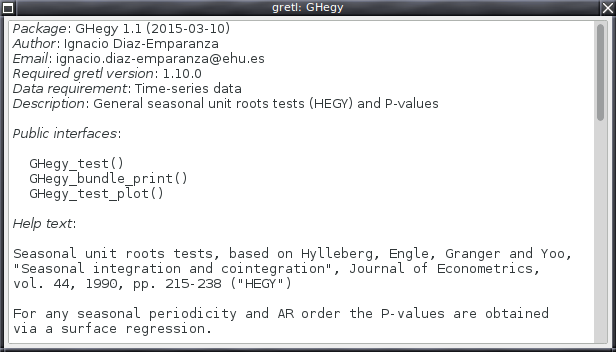 gretl: GHegy
Package: GHegy 1.1 (2015-03-10)
Author: Ignacio Diaz-Emparanza
Email: ignacio.diaz-emparanza@ehu.es
Required gretl version: 1.10.0
Data requirement: Time-series data
Description: General seasonal unit roots tests (HEGY) and P-values
Public interfaces:
GHegy_test()
GHegy_bundle_print()
GHegy_test_plot()
Help text:
Seasonal unit roots tests, based on Hylleberg, Engle, Granger and Yoo,
"Seasonal integration and cointegration", Journal of Econometrics,
vol. 44, 1990, pp. 215-238 ("HEGY")
For any seasonal periodicity and AR order the P-values are obtained
via a surface regression.